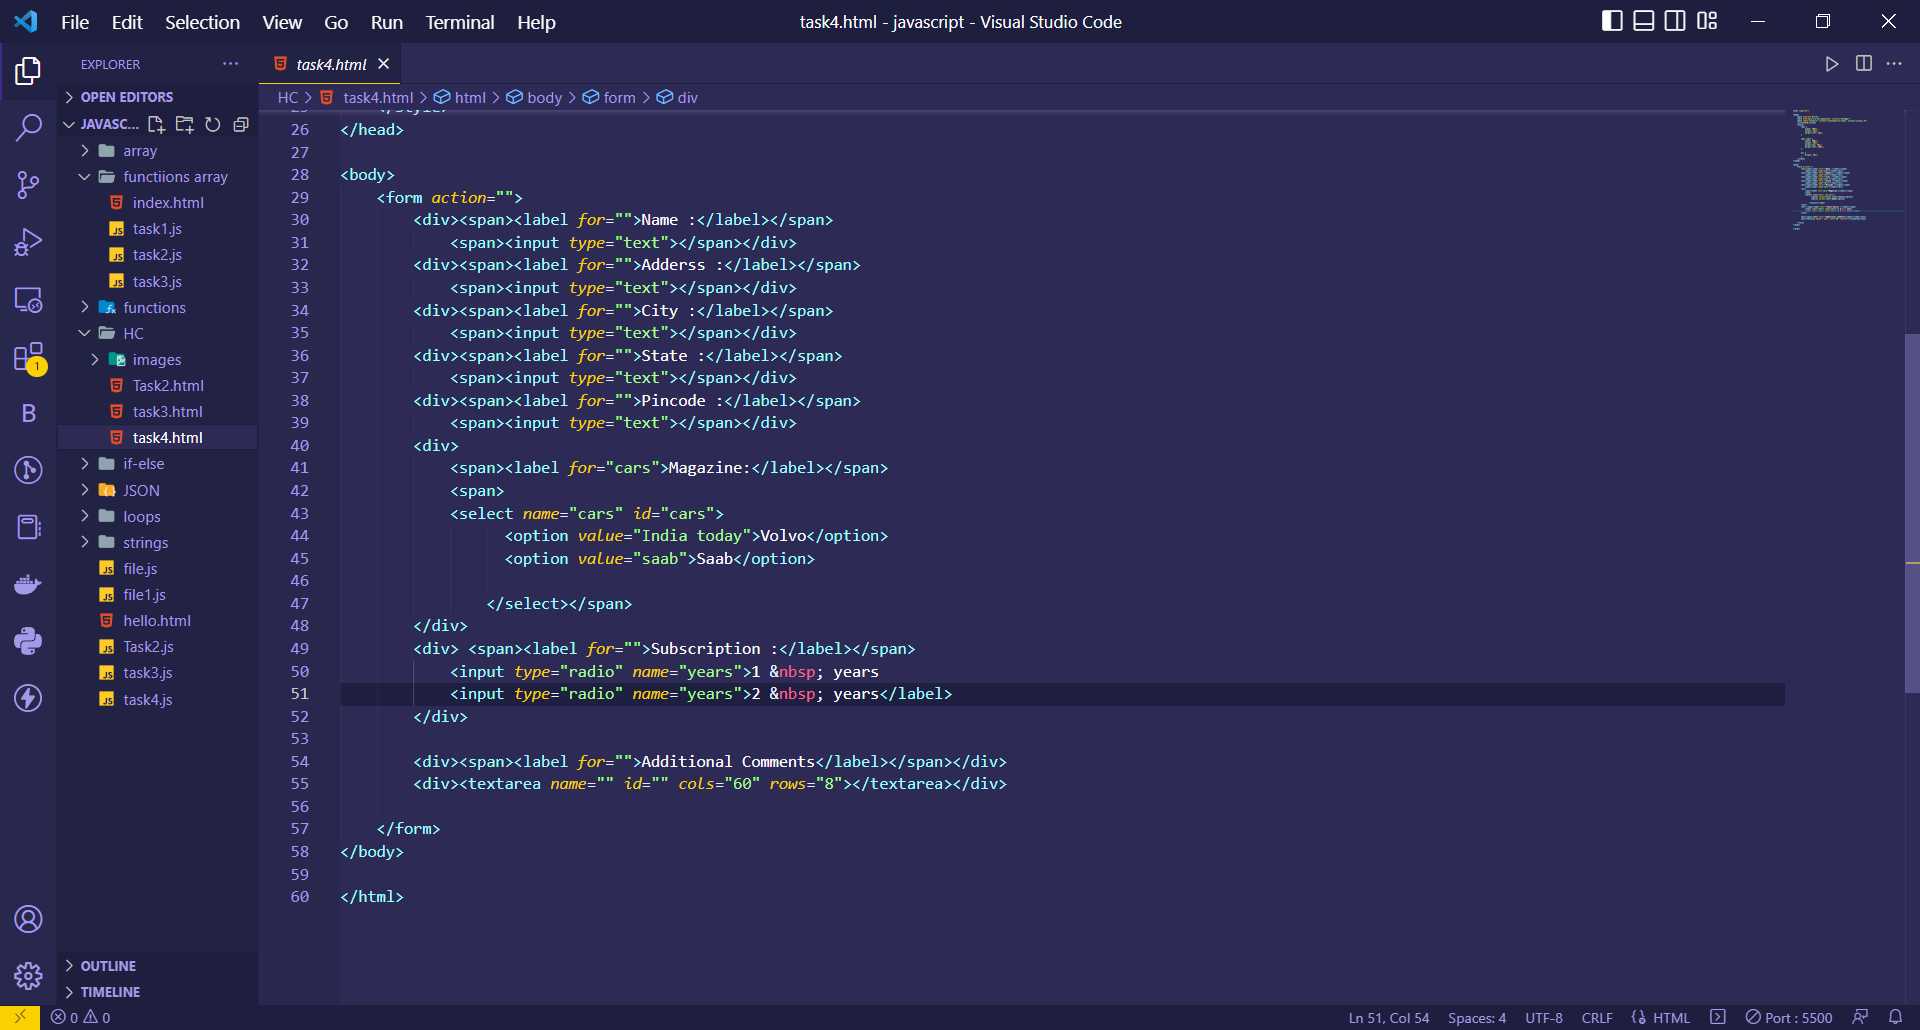 File Edit Selection View Go Run Terminal Help
task4.html - javascript - Visual Studio Code
EXPLORER
OPEN EDITORS
JAVASC...
array
functiions array
index.html
task1.js
task2.js
task3.js
functions
HC
images
Task2.html
task3.html
task4.html
if-else
JSON
loops
strings
file.js
file1.js
hello.html
Task2.js
task3.js
task4.js
OUTLINE
TIMELINE
1
B
task4.html
HC > task4.html > html > body > form > div
26 </head>
27
28 <body>
29 <form action="">
30 <div><span><label for="">Name :</label></span>
31 <span><input type="text"></span></div>
32 <div><span><label for="">Adderss :</label></span>
33 <span><input type="text"></span></div>
34 <div><span><label for="">City :</label></span>
35 <span><input type="text"></span></div>
36 <div><span><label for="">State :</label></span>
37 <span><input type="text"></span></div>
38 <div><span><label for="">Pincode :</label></span>
39 <span><input type="text"></span></div>
40 <div>
41 <span><label for="cars">Magazine:</label></span>
42 <span>
43 <select name="cars" id="cars">
44 <option value="India today">Volvo</option>
45 <option value="saab">Saab</option>
46
47 </select></span>
48 </div>
49 <div> <span><label for="">Subscription :</label></span>
50 <input type="radio" name="years">1 &nbsp; years
51 <input type="radio" name="years">2 &nbsp; years</label>
52 </div>
53
54 <div><span><label for="">Additional Comments</label></span></div>
55 <div><textarea name="" id="" cols="60" rows="8"></textarea></div>
56
57 </form>
58 </body>
59
60 </html>
0 0
Ln 51, Col 54 Spaces: 4 UTF-8 CRLF HTML Port : 5500